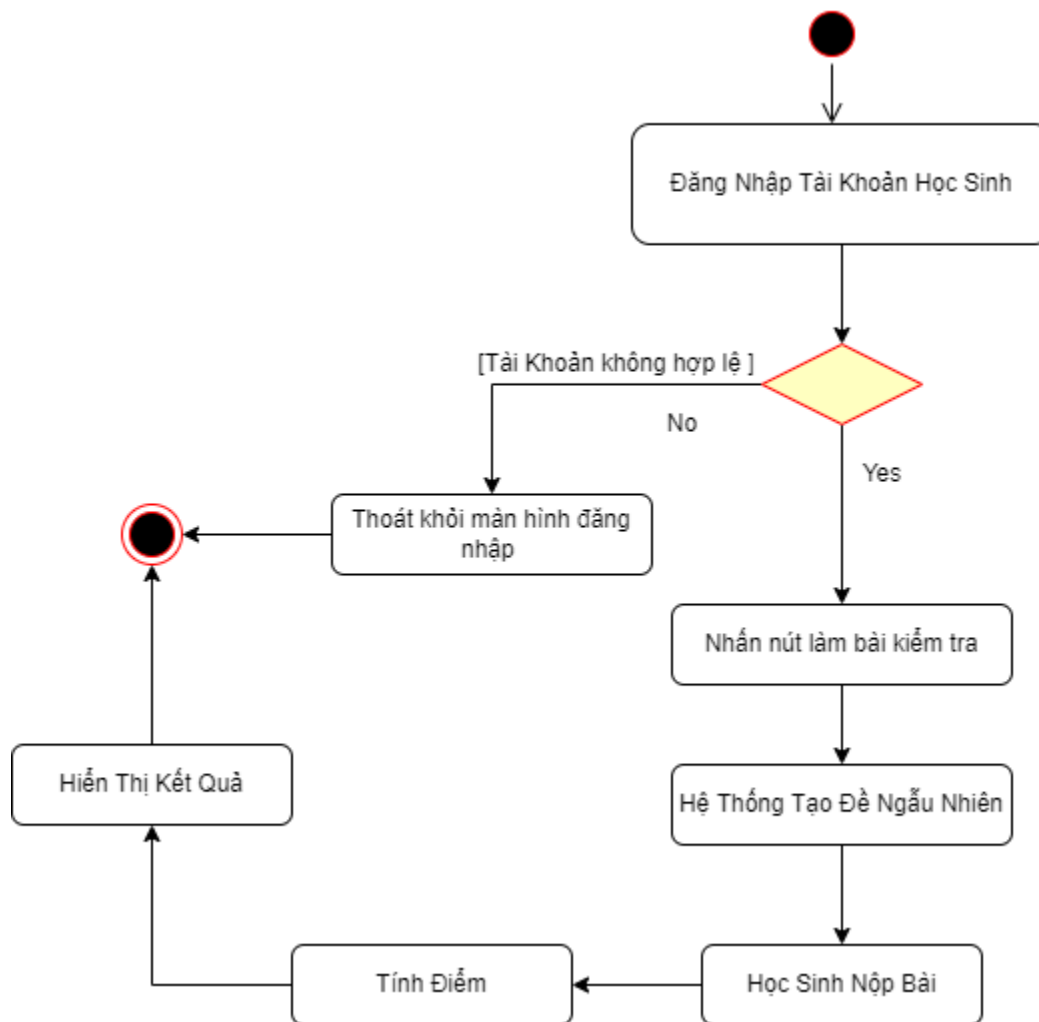 Đăng Nhập Tài Khoản Học Sinh
[Tài Khoản không hợp lệ ]
No
Yes
Thoát khỏi màn hình đăng
nhập
Nhấn nút làm bài kiểm tra
Hiển Thị Kết Quả
Hệ Thống Tạo Đề Ngẫu Nhiên
Tính Điểm
Học Sinh Nộp Bài